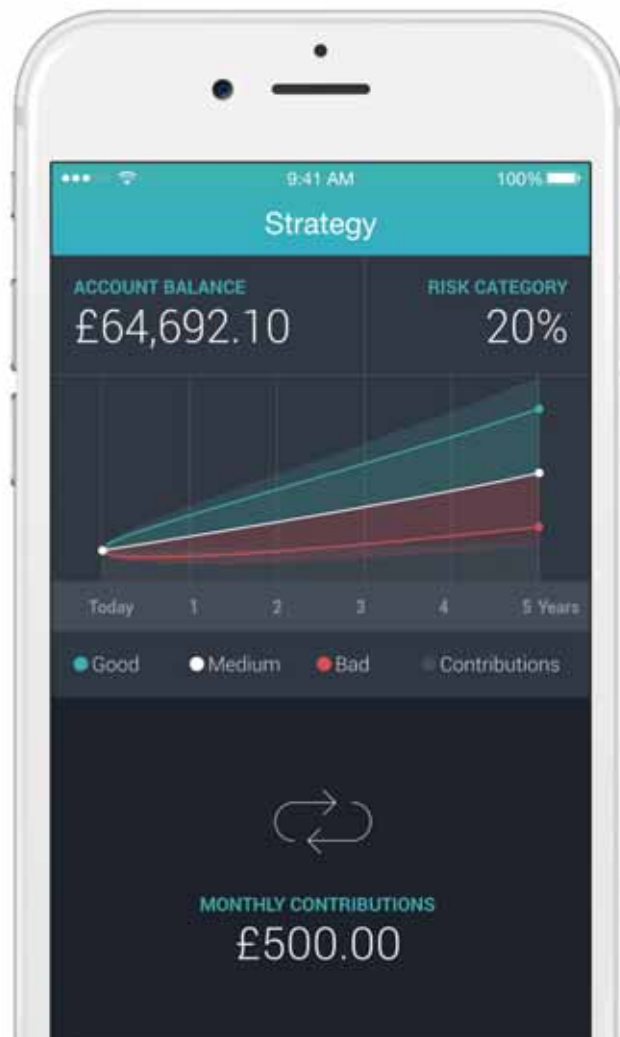 9:41 AM 100%
Strategy
ACCOUNT BALANCE RISK CATEGORY
£64,692.10 20%
Today 1 2 3 4 5 Years
Good Medium Bad Contributions
MONTHLY CONTRIBUTIONS
£500.00